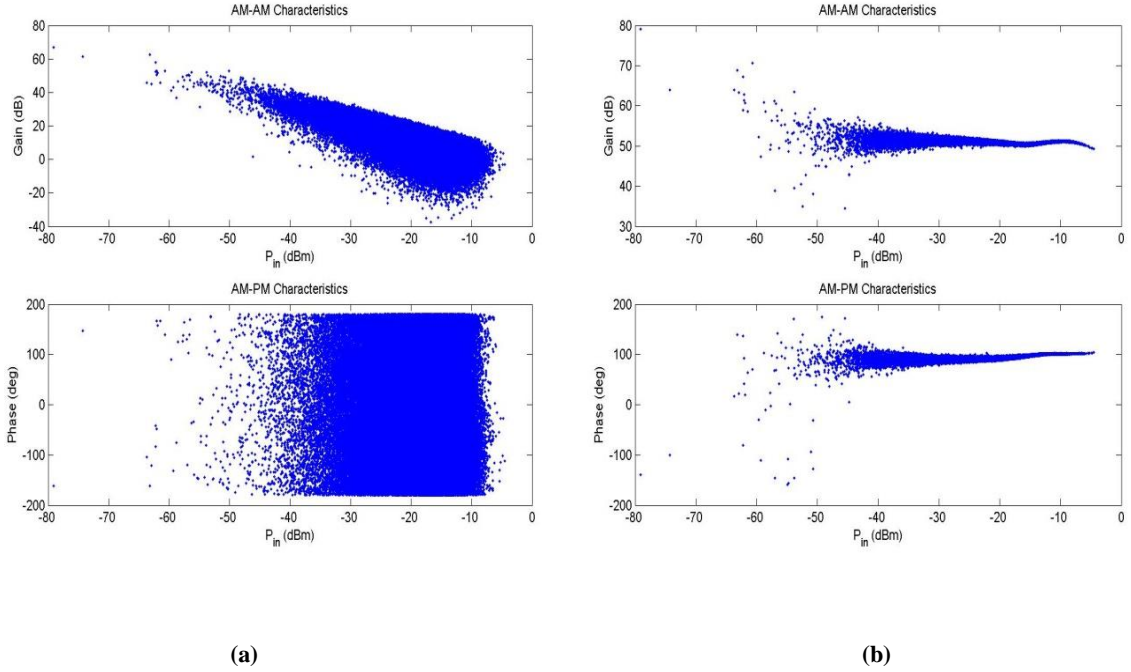 AM-AM Characteristics
80
60
40
20
0
-20
-40
Gain (dB)
-80 -70 -60 -50 -40 -30 -20 -10 0
P_in (dBm)
AM-PM Characteristics
200
100
0
-100
-200
Phase (deg)
-80 -70 -60 -50 -40 -30 -20 -10 0
P_in (dBm)
(a)
AM-AM Characteristics
80
70
60
50
40
30
Gain (dB)
-80 -70 -60 -50 -40 -30 -20 -10 0
P_in (dBm)
AM-PM Characteristics
200
100
0
-100
-200
Phase (deg)
-80 -70 -60 -50 -40 -30 -20 -10 0
P_in (dBm)
(b)